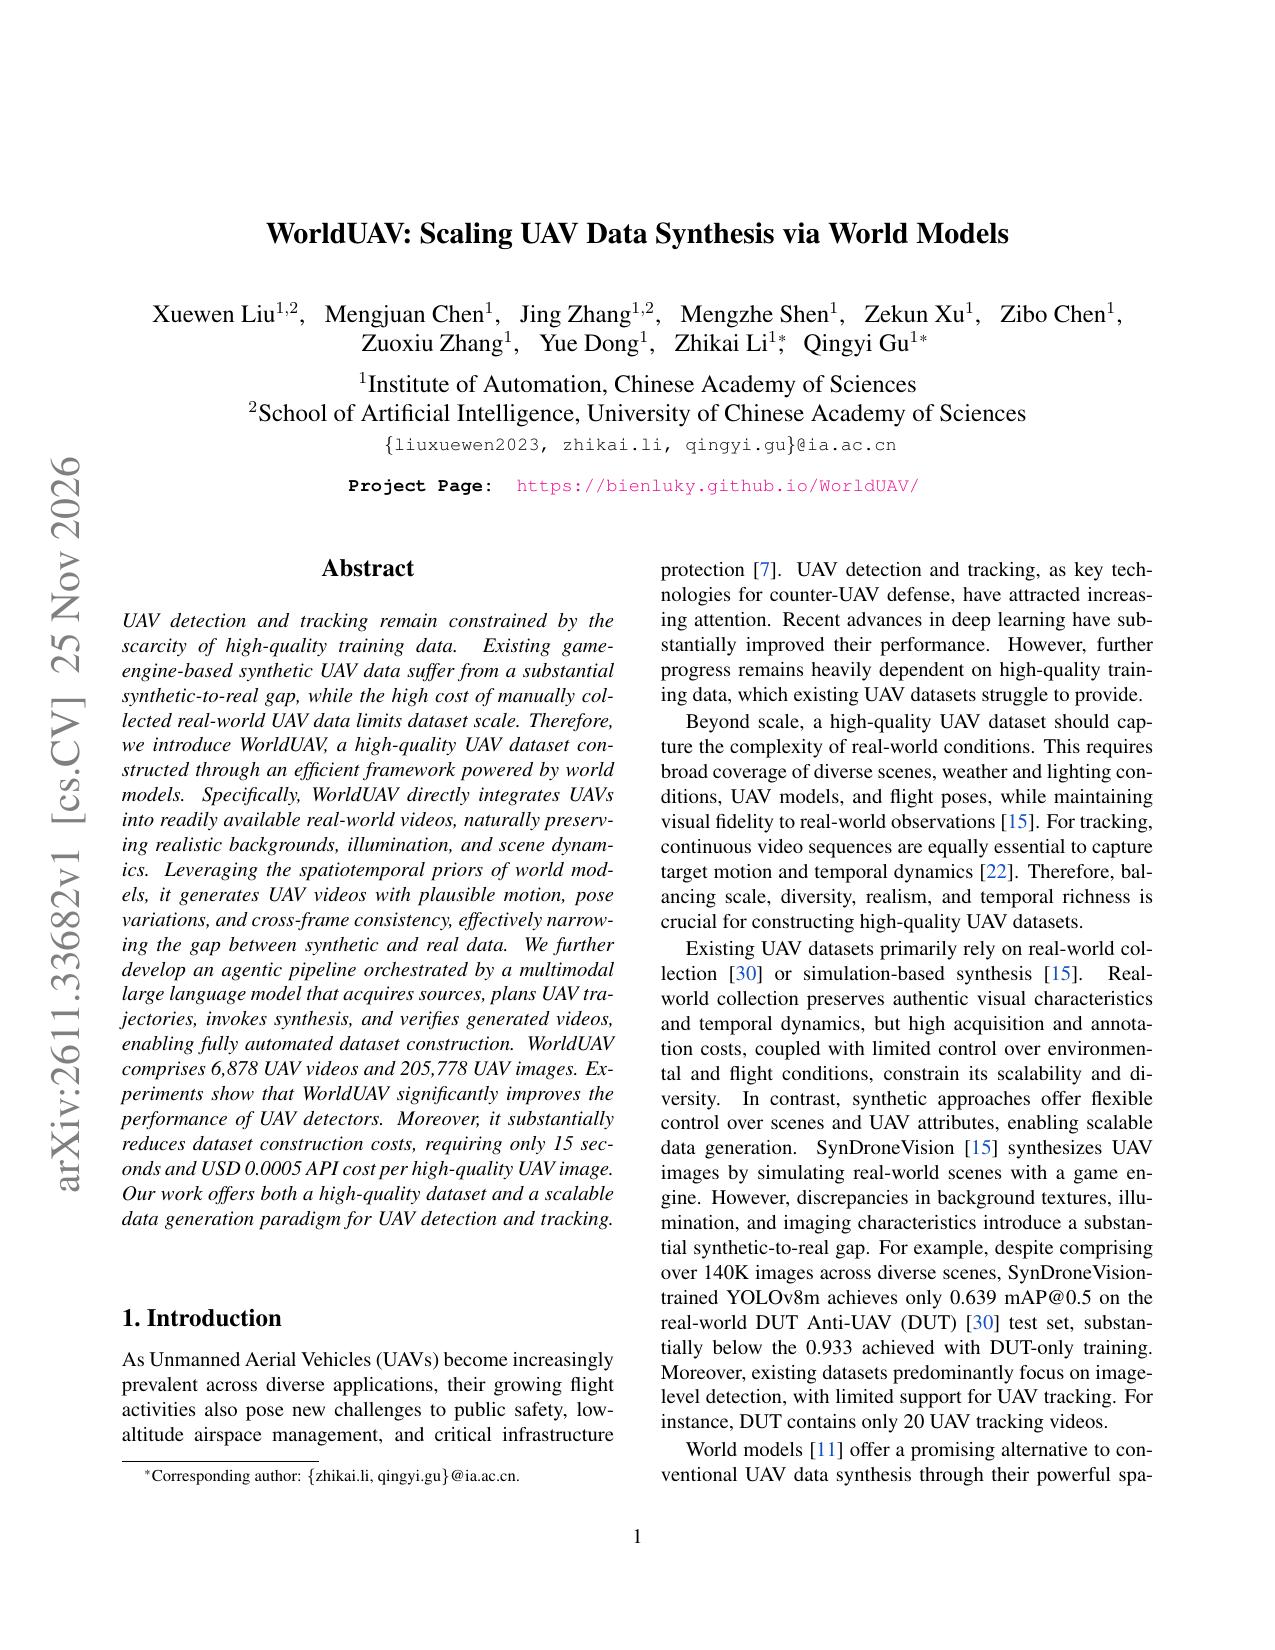 WorldUAV: Scaling UAV Data Synthesis via World Models
Xuewen Liu1,2, Mengjuan Chen1, Jing Zhang1,2, Mengzhe Shen1, Zekun Xu1, Zibo Chen1,
Zuoxiu Zhang1, Yue Dong1, Zhikai Li1*, Qingyi Gu1*
1Institute of Automation, Chinese Academy of Sciences
2School of Artificial Intelligence, University of Chinese Academy of Sciences
{liuxuewen2023, zhikai.li, qingyi.gu}@ia.ac.cn
Project Page: https://bienluky.github.io/WorldUAV/
arXiv:2611.33682v1 [cs.CV] 25 Nov 2026
Abstract
UAV detection and tracking remain constrained by the
scarcity of high-quality training data. Existing game-
engine-based synthetic UAV data suffer from a substantial
synthetic-to-real gap, while the high cost of manually col-
lected real-world UAV data limits dataset scale. Therefore,
we introduce WorldUAV, a high-quality UAV dataset con-
structed through an efficient framework powered by world
models. Specifically, WorldUAV directly integrates UAVs
into readily available real-world videos, naturally preserv-
ing realistic backgrounds, illumination, and scene dynam-
ics. Leveraging the spatiotemporal priors of world mod-
els, it generates UAV videos with plausible motion, pose
variations, and cross-frame consistency, effectively narrow-
ing the gap between synthetic and real data. We further
develop an agentic pipeline orchestrated by a multimodal
large language model that acquires sources, plans UAV tra-
jectories, invokes synthesis, and verifies generated videos,
enabling fully automated dataset construction. WorldUAV
comprises 6,878 UAV videos and 205,778 UAV images. Ex-
periments show that WorldUAV significantly improves the
performance of UAV detectors. Moreover, it substantially
reduces dataset construction costs, requiring only 15 sec-
onds and USD 0.0005 API cost per high-quality UAV image.
Our work offers both a high-quality dataset and a scalable
data generation paradigm for UAV detection and tracking.
1. Introduction
As Unmanned Aerial Vehicles (UAVs) become increasingly
prevalent across diverse applications, their growing flight
activities also pose new challenges to public safety, low-
altitude airspace management, and critical infrastructure
*Corresponding author: {zhikai.li, qingyi.gu}@ia.ac.cn.
protection [7]. UAV detection and tracking, as key tech-
nologies for counter-UAV defense, have attracted increas-
ing attention. Recent advances in deep learning have sub-
stantially improved their performance. However, further
progress remains heavily dependent on high-quality train-
ing data, which existing UAV datasets struggle to provide.
Beyond scale, a high-quality UAV dataset should cap-
ture the complexity of real-world conditions. This requires
broad coverage of diverse scenes, weather and lighting con-
ditions, UAV models, and flight poses, while maintaining
visual fidelity to real-world observations [15]. For tracking,
continuous video sequences are equally essential to capture
target motion and temporal dynamics [22]. Therefore, bal-
ancing scale, diversity, realism, and temporal richness is
crucial for constructing high-quality UAV datasets.
Existing UAV datasets primarily rely on real-world col-
lection [30] or simulation-based synthesis [15]. Real-
world collection preserves authentic visual characteristics
and temporal dynamics, but high acquisition and annota-
tion costs, coupled with limited control over environmen-
tal and flight conditions, constrain its scalability and di-
versity. In contrast, synthetic approaches offer flexible
control over scenes and UAV attributes, enabling scalable
data generation. SynDroneVision [15] synthesizes UAV
images by simulating real-world scenes with a game en-
gine. However, discrepancies in background textures, illu-
mination, and imaging characteristics introduce a substan-
tial synthetic-to-real gap. For example, despite comprising
over 140K images across diverse scenes, SynDroneVision-
trained YOLOv8m achieves only 0.639 mAP@0.5 on the
real-world DUT Anti-UAV (DUT) [30] test set, substan-
tially below the 0.933 achieved with DUT-only training.
Moreover, existing datasets predominantly focus on image-
level detection, with limited support for UAV tracking. For
instance, DUT contains only 20 UAV tracking videos.
World models [11] offer a promising alternative to con-
ventional UAV data synthesis through their powerful spa-
1